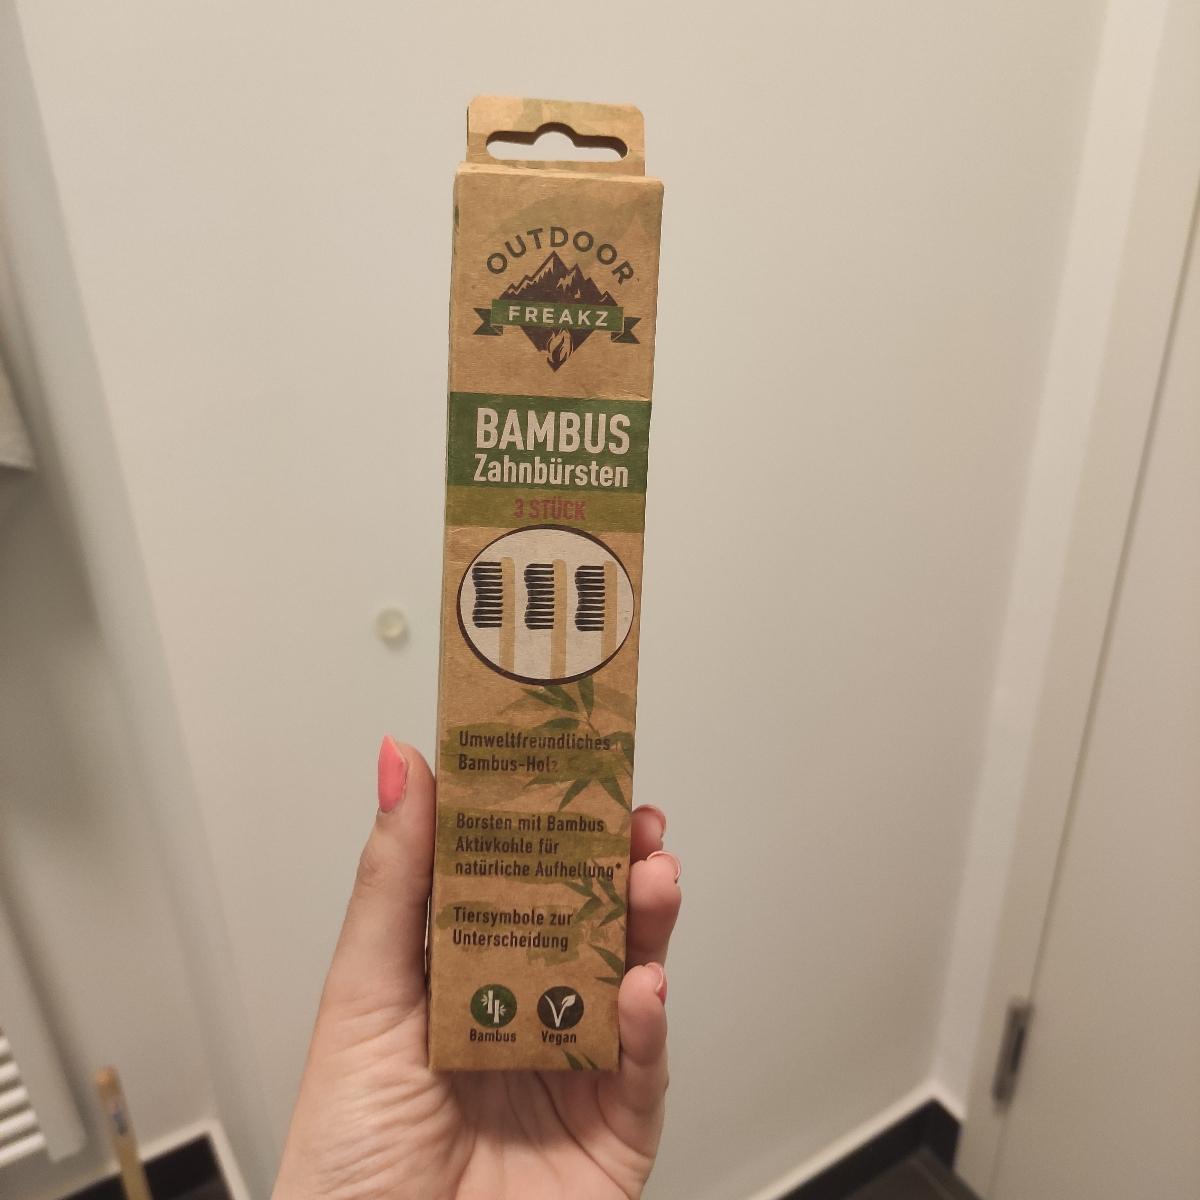 OUTDOOR
FREAKZ
BAMBUS
Zahnbürsten
3 STÜCK
Umweltfreundliches
Bambus-Holz
Borsten mit Bambus
Aktivkohle für
natürliche Aufhellung*
Tiersymbole zur
Unterscheidung
Bambus
Vegan